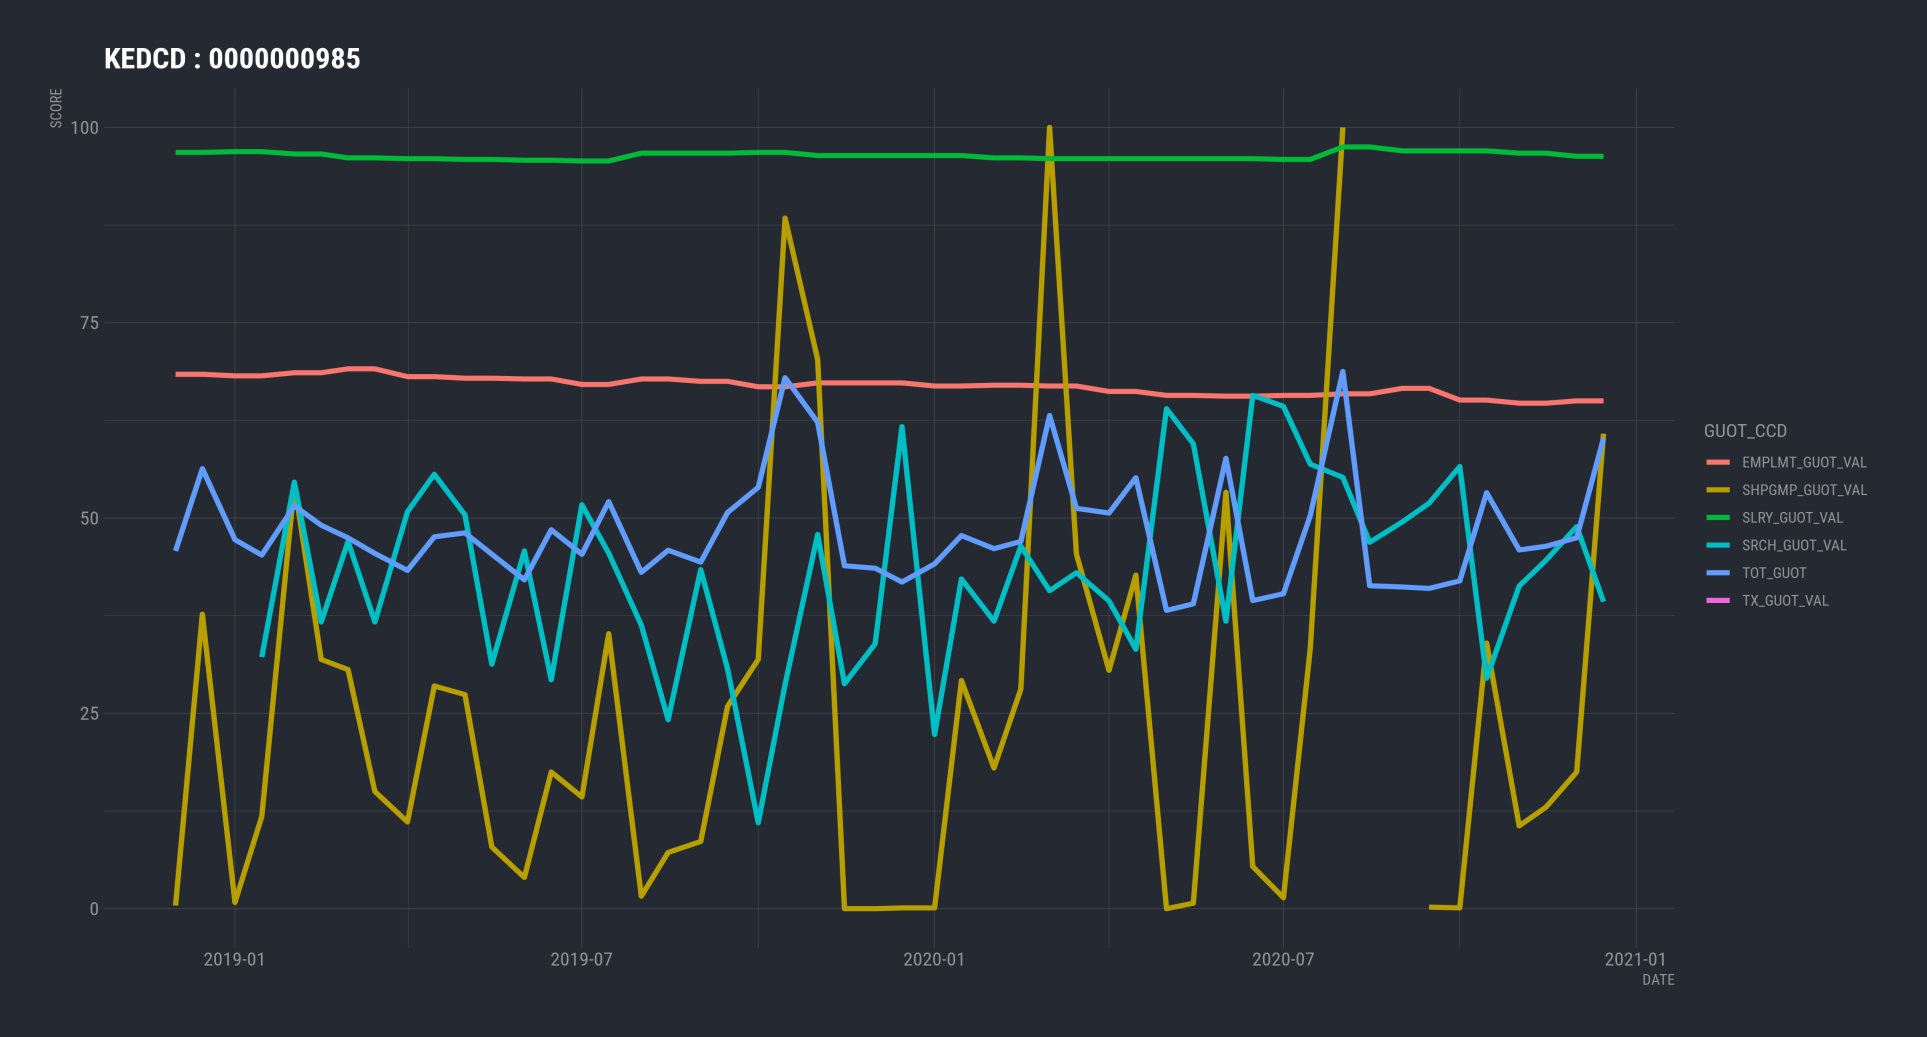 KEDCD : 0000000985
SCORE
100
75
50
25
0
2019-01
2019-07
2020-01
2020-07
2021-01
DATE
GUOT_CCD
EMPLMT_GUOT_VAL
SHPGMP_GUOT_VAL
SLRY_GUOT_VAL
SRCH_GUOT_VAL
TOT_GUOT
TX_GUOT_VAL